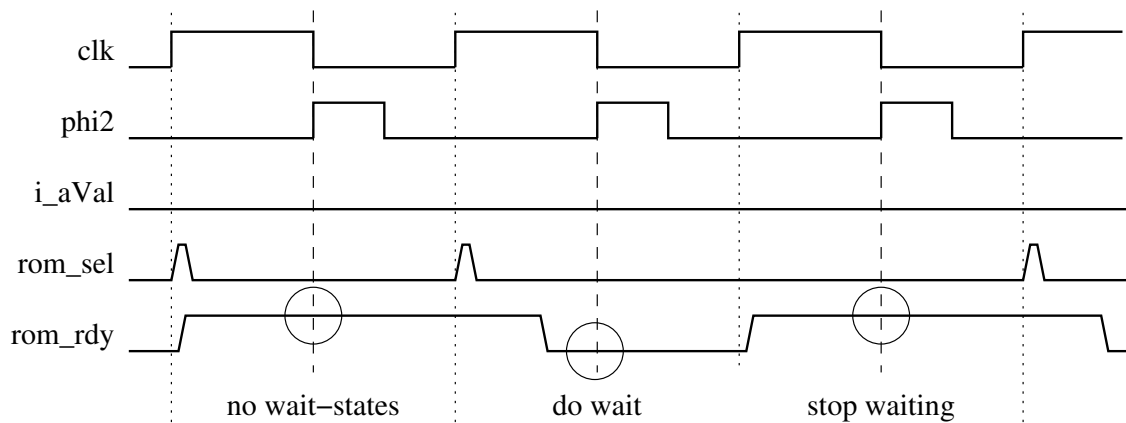 clk
phi2
i_aVal
rom_sel
rom_rdy
no wait−states do wait stop waiting